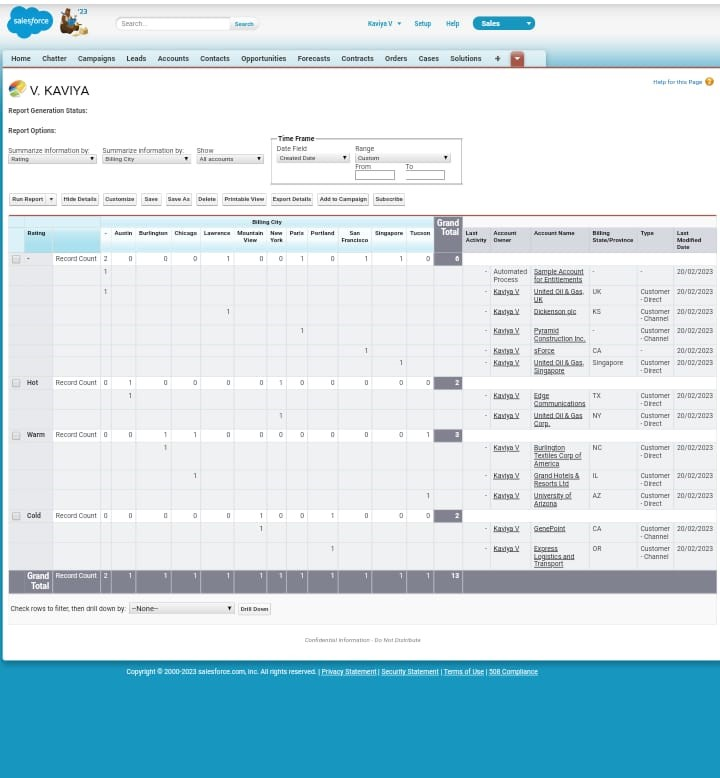 salesforce '23 Search... Search Kaviya V Setup Help Sales
Home Chatter Campaigns Leads Accounts Contacts Opportunities Forecasts Contracts Orders Cases Solutions +
V. KAVIYA Help for this Page ?
Report Generation Status:
Report Options:
Summarize information by: Summarize information by: Show
Rating Billing City All accounts
Time Frame
Date Field Range
Created Date Custom
From To
Run Report Hide Details Customize Save Save As Delete Printable View Export Details Add to Campaign Subscribe
Billing City
Rating - Austin Burlington Chicago Lawrence Mountain View New York Paris Portland San Francisco Singapore Tucson Grand Total Last Activity Account Owner Account Name Billing State/Province Type Last Modified Date
- Record Count 2 0 0 0 1 0 0 1 0 1 1 0 6
1 - Automated Process Sample Account for Entitlements - - 20/02/2023
1 - Kaviya V United Oil & Gas, UK UK Customer - Direct 20/02/2023
1 - Kaviya V Dickenson plc KS Customer - Channel 20/02/2023
1 - Kaviya V Pyramid Construction Inc. - Customer - Channel 20/02/2023
1 - Kaviya V sForce CA - 20/02/2023
1 - Kaviya V United Oil & Gas, Singapore Singapore Customer - Direct 20/02/2023
Hot Record Count 0 1 0 0 0 0 1 0 0 0 0 0 2
1 - Kaviya V Edge Communications TX Customer - Direct 20/02/2023
1 - Kaviya V United Oil & Gas Corp. NY Customer - Direct 20/02/2023
Warm Record Count 0 0 1 1 0 0 0 0 0 0 0 1 3
1 - Kaviya V Burlington Textiles Corp of America NC Customer - Direct 20/02/2023
1 - Kaviya V Grand Hotels & Resorts Ltd IL Customer - Direct 20/02/2023
1 - Kaviya V University of Arizona AZ Customer - Direct 20/02/2023
Cold Record Count 0 0 0 0 0 1 0 0 1 0 0 0 2
1 - Kaviya V GenePoint CA Customer - Channel 20/02/2023
1 - Kaviya V Express Logistics and Transport OR Customer - Channel 20/02/2023
Grand Total Record Count 2 1 1 1 1 1 1 1 1 1 1 1 13
Check rows to filter, then drill down by: --None-- Drill Down
Confidential Information - Do Not Distribute
Copyright © 2000-2023 salesforce.com, inc. All rights reserved. | Privacy Statement | Security Statement | Terms of Use | 508 Compliance